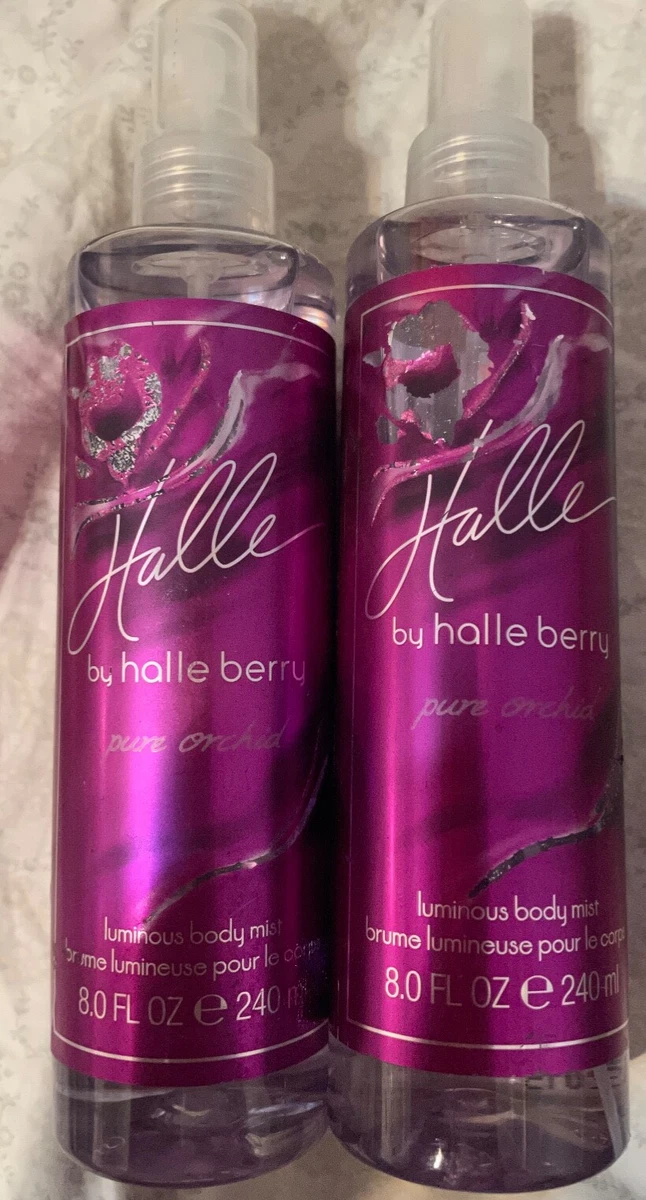 Halle
by halle berry
pure orchid
luminous body mist
brume lumineuse pour le corps
8.0 FL OZ e 240 ml
Halle
by halle berry
pure orchid
luminous body mist
brume lumineuse pour le corps
8.0 FL OZ e 240 ml